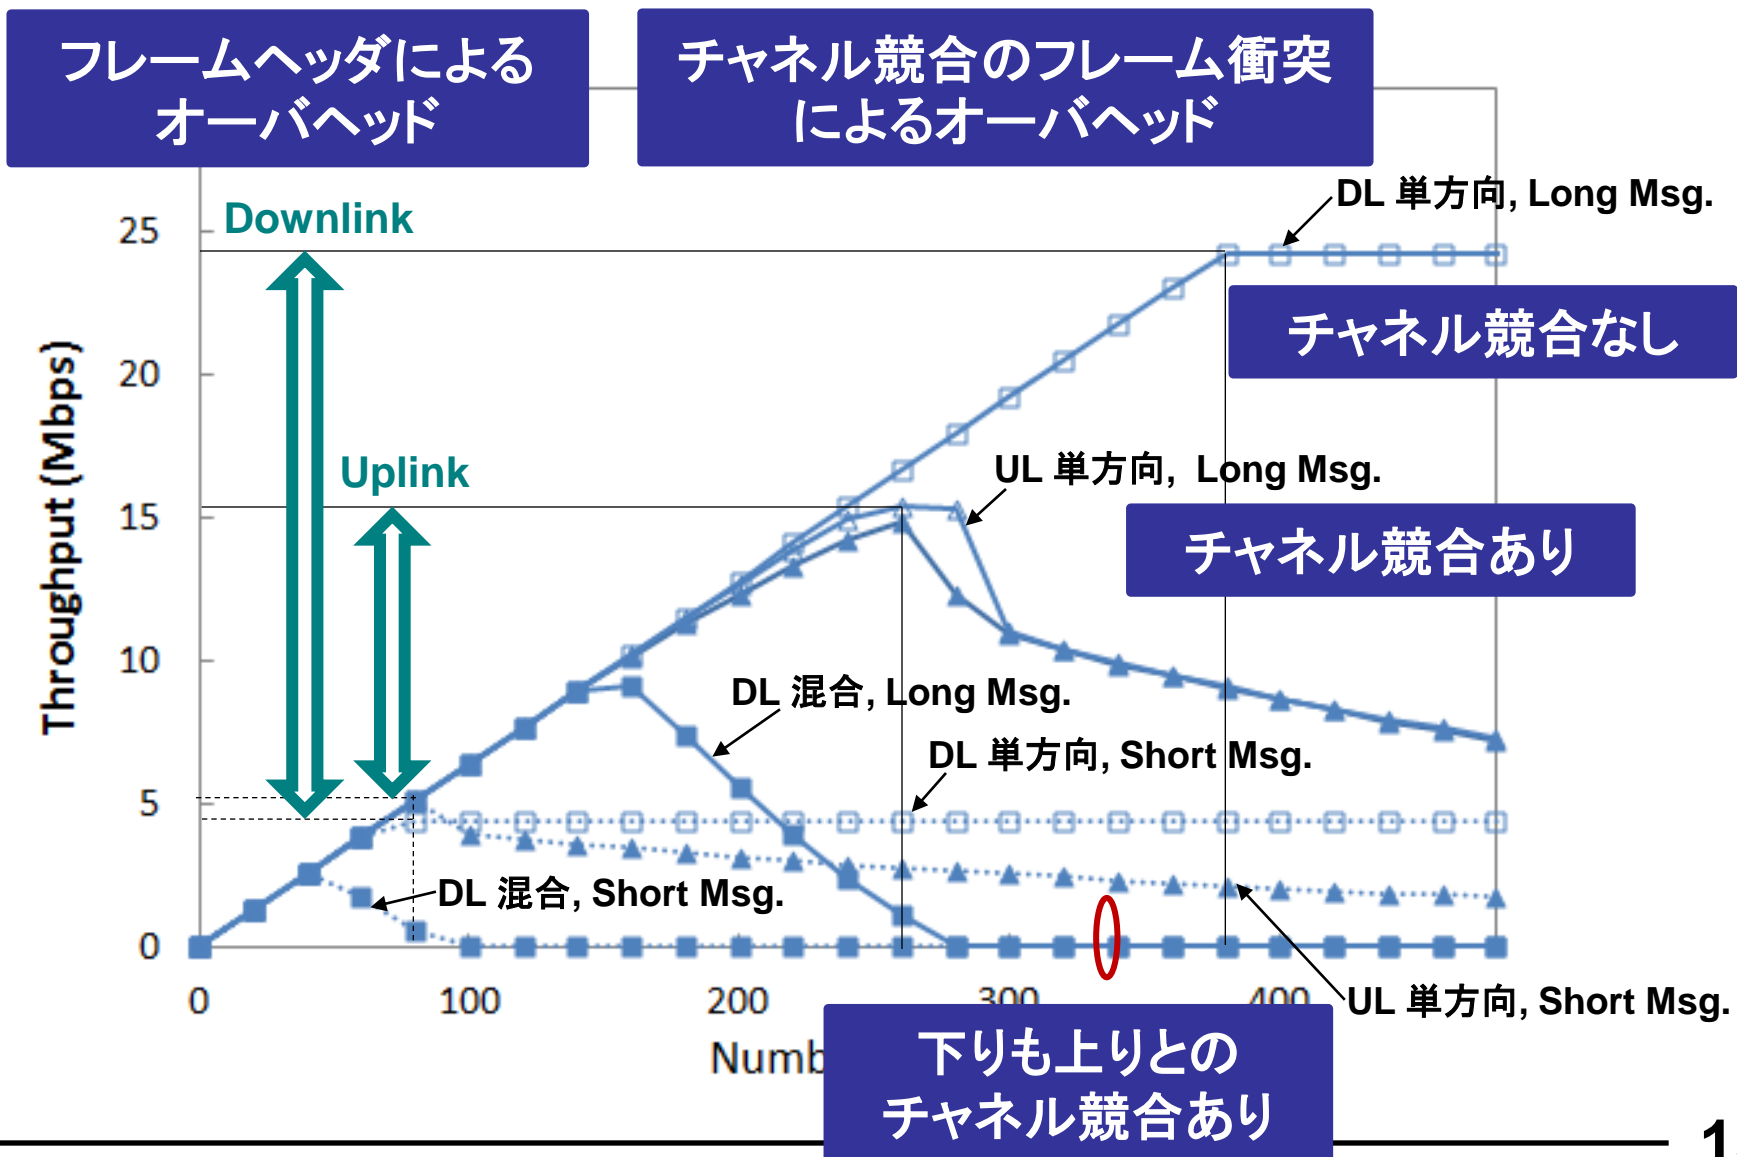 フレームヘッダによる
オーバヘッド
チャネル競合のフレーム衝突
によるオーバヘッド
DL 単方向, Long Msg.
Downlink
25
チャネル競合なし
20
Throughput (Mbps)
Uplink
UL 単方向, Long Msg.
15
チャネル競合あり
10
DL 混合, Long Msg.
DL 単方向, Short Msg.
5
DL 混合, Short Msg.
0
0
100
200
300
400
UL 単方向, Short Msg.
下りも上りとの
チャネル競合あり